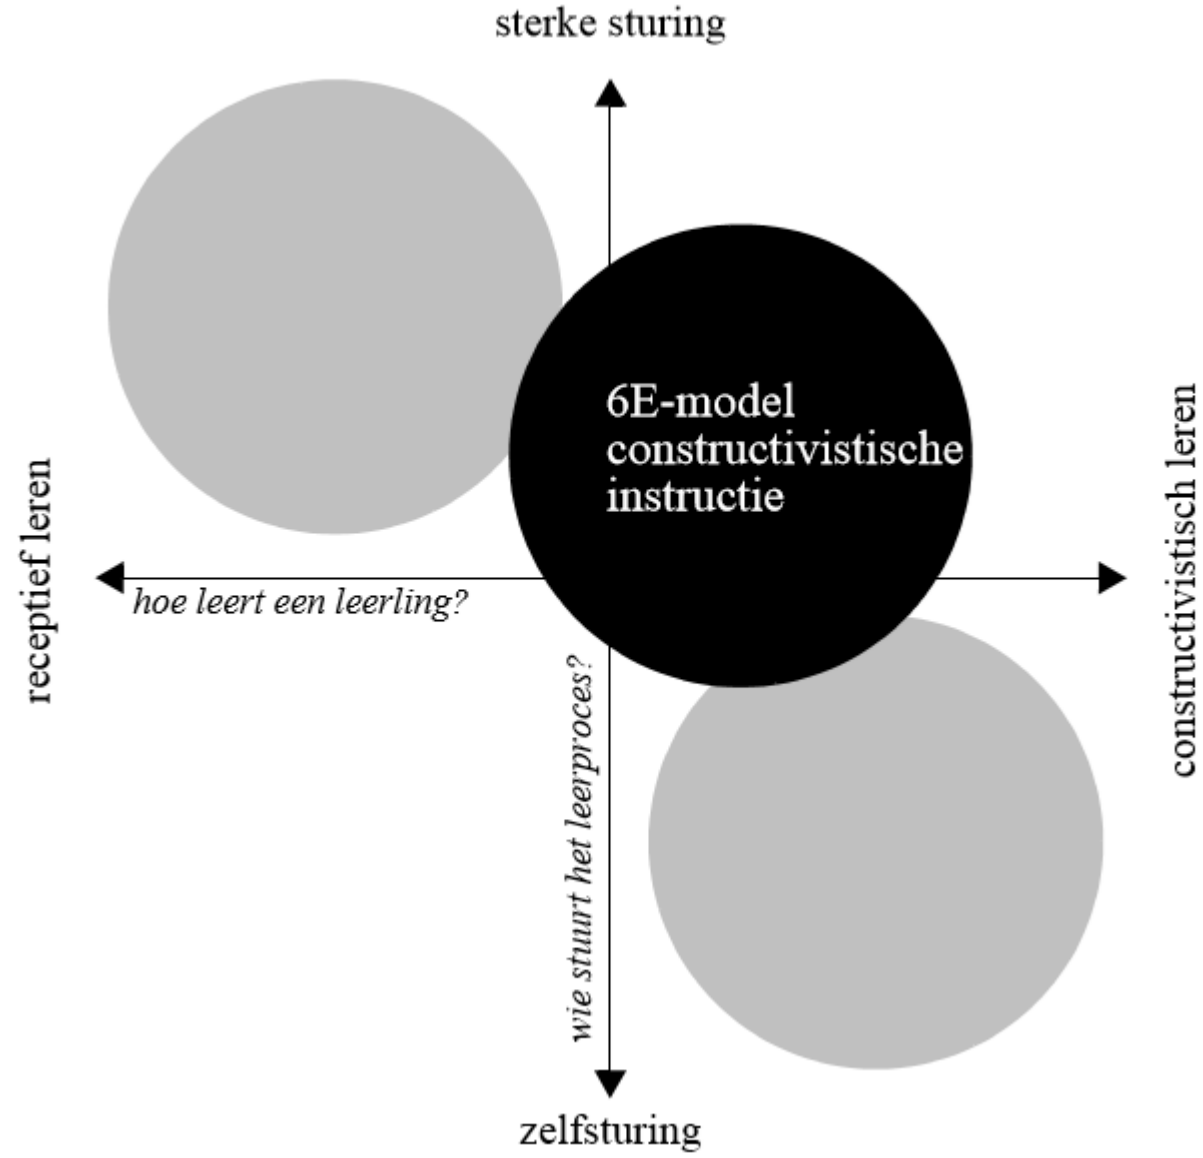 sterke sturing
6E-model
constructivistische
instructie
receptief leren
constructivistisch leren
hoe leert een leerling?
wie stuurt het leerproces?
zelfsturing